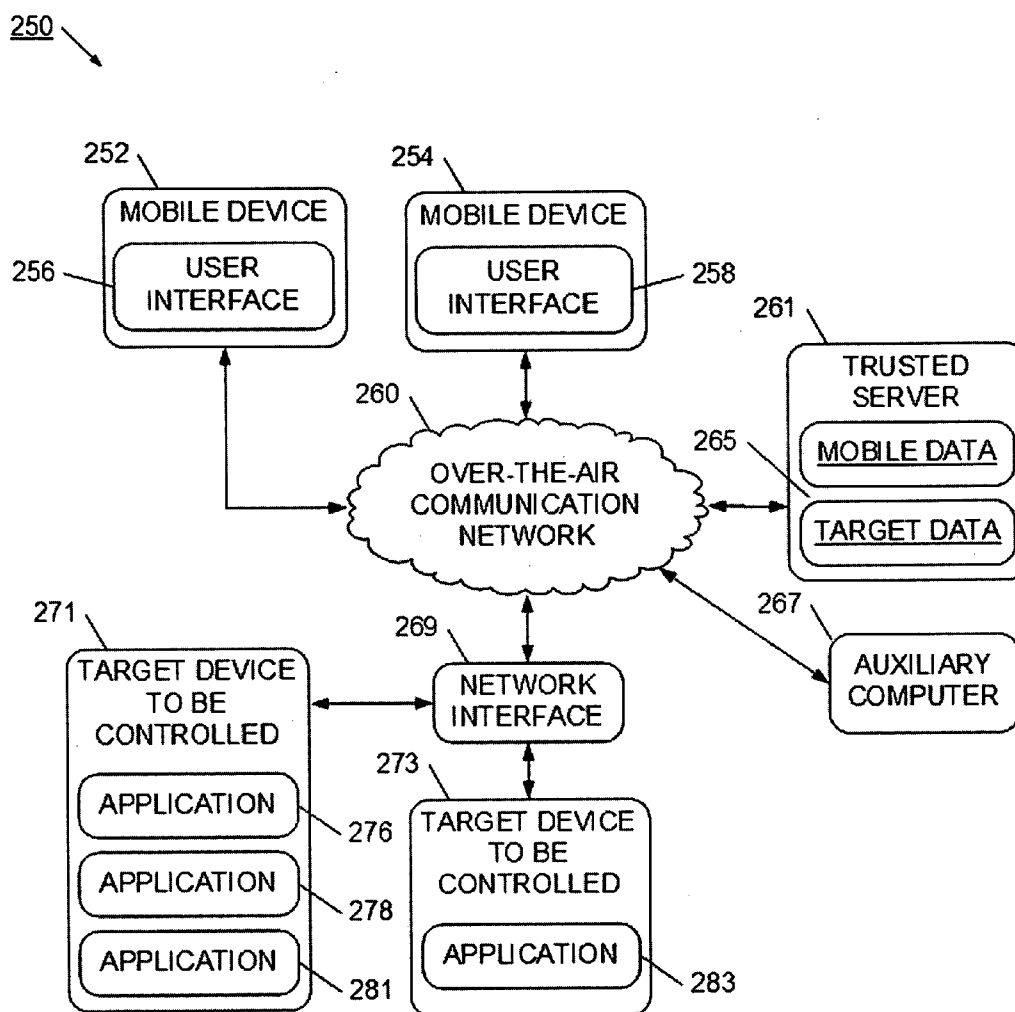 250
252
254
MOBILE DEVICE
USER
INTERFACE
256
MOBILE DEVICE
USER
INTERFACE
258
261
TRUSTED
SERVER
MOBILE DATA
265
TARGET DATA
260
OVER-THE-AIR
COMMUNICATION
NETWORK
267
AUXILIARY
COMPUTER
269
NETWORK
INTERFACE
271
TARGET DEVICE
TO BE
CONTROLLED
APPLICATION
276
APPLICATION
278
APPLICATION
281
273
TARGET DEVICE
TO BE
CONTROLLED
APPLICATION
283